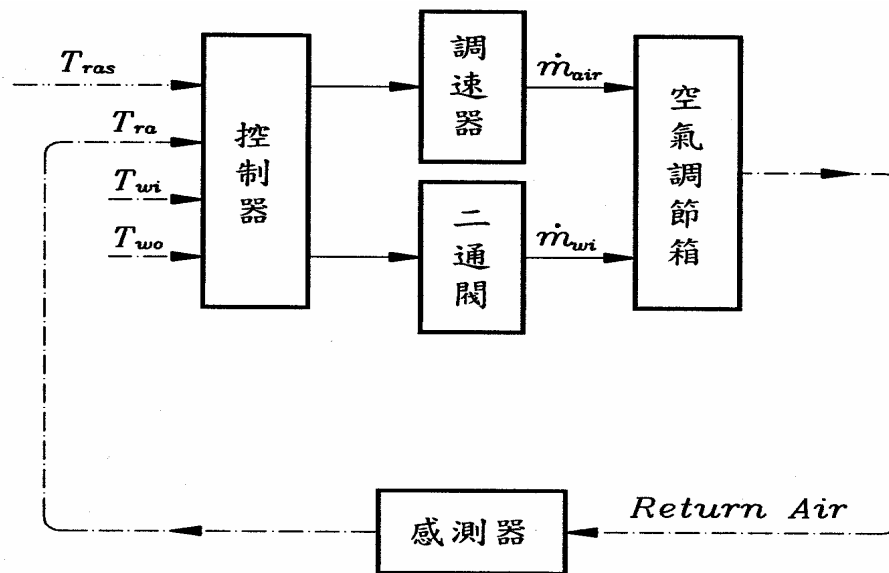 T_ras
T_ra
T_wi
T_wo
控制器
調速器
ṁ_air
二通閥
ṁ_wi
空氣調節箱
Return Air
感測器